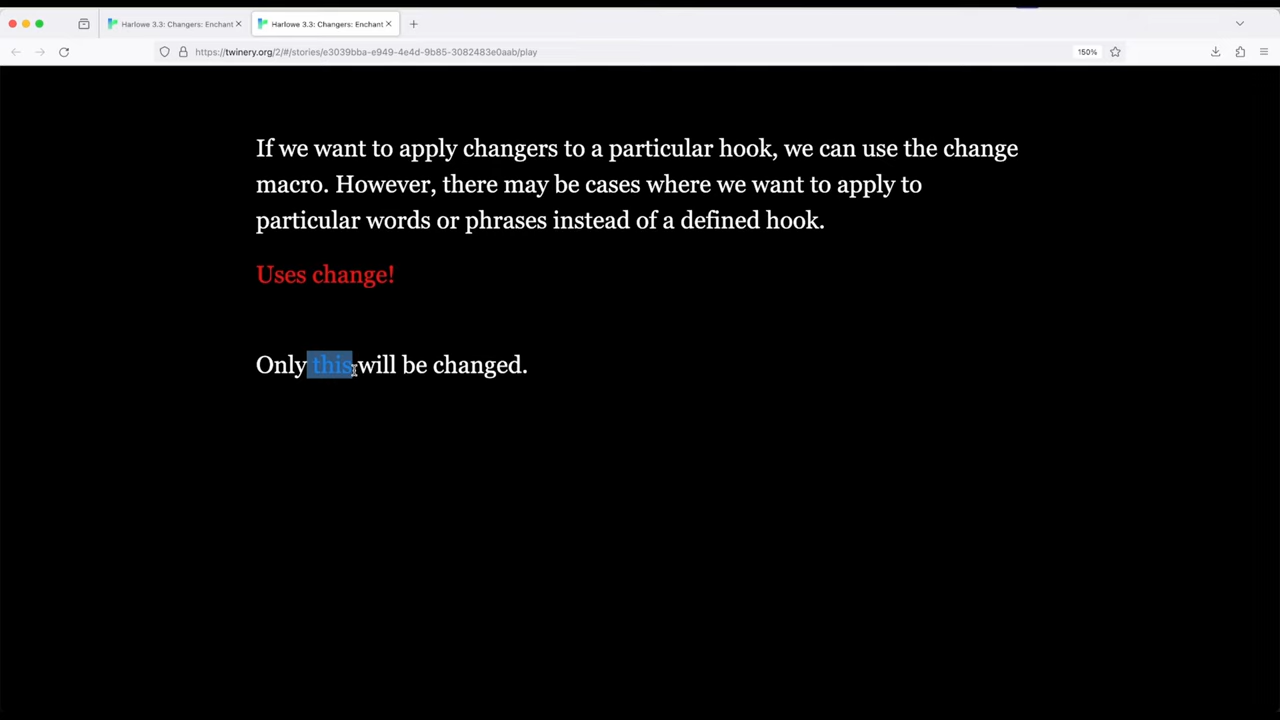 Harlowe 3.3: Changers: Enchant
Harlowe 3.3: Changers: Enchant
https://twinery.org/2/#/stories/e3039bba-e949-4e4d-9b85-3082483e0aab/play
150%
If we want to apply changers to a particular hook, we can use the change
macro. However, there may be cases where we want to apply to
particular words or phrases instead of a defined hook.
Uses change!
Only this will be changed.